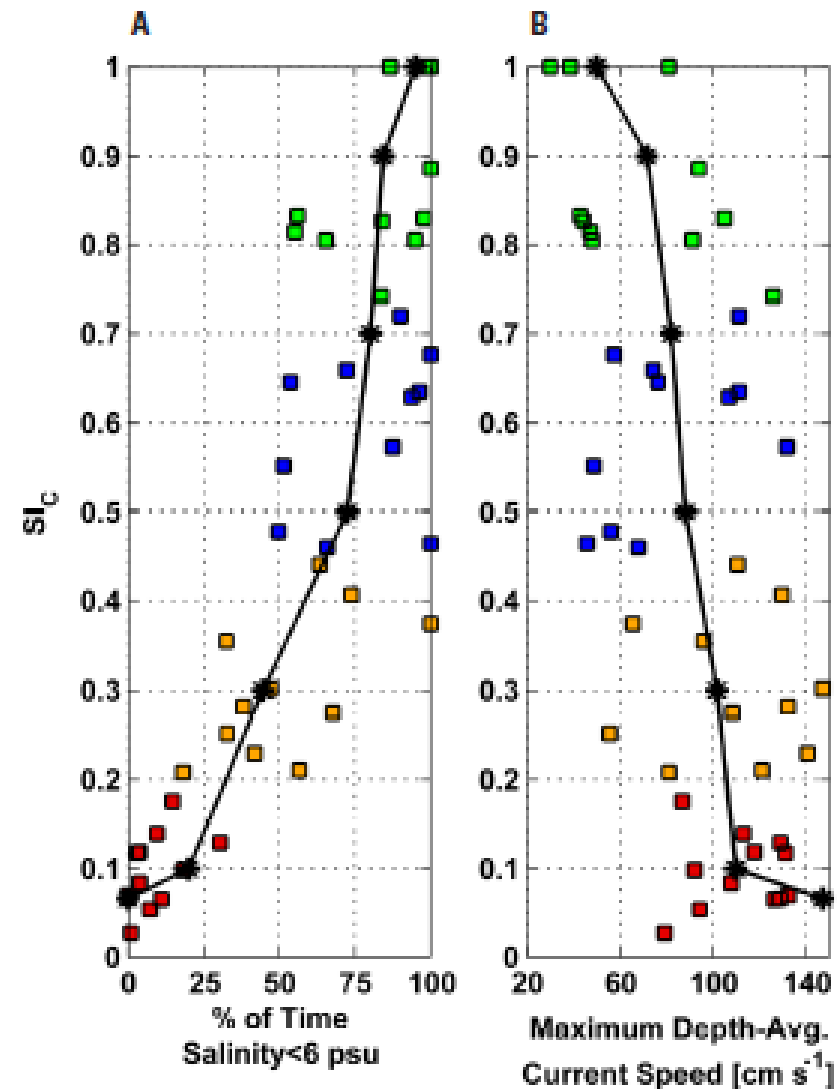 A
B
1
0.9
0.8
0.7
0.6
0.5
0.4
0.3
0.2
0.1
0
SI_C
0 25 50 75 100
% of Time
Salinity<6 psu
1
0.9
0.8
0.7
0.6
0.5
0.4
0.3
0.2
0.1
0
20 60 100 140
Maximum Depth-Avg.
Current Speed [cm s⁻¹]